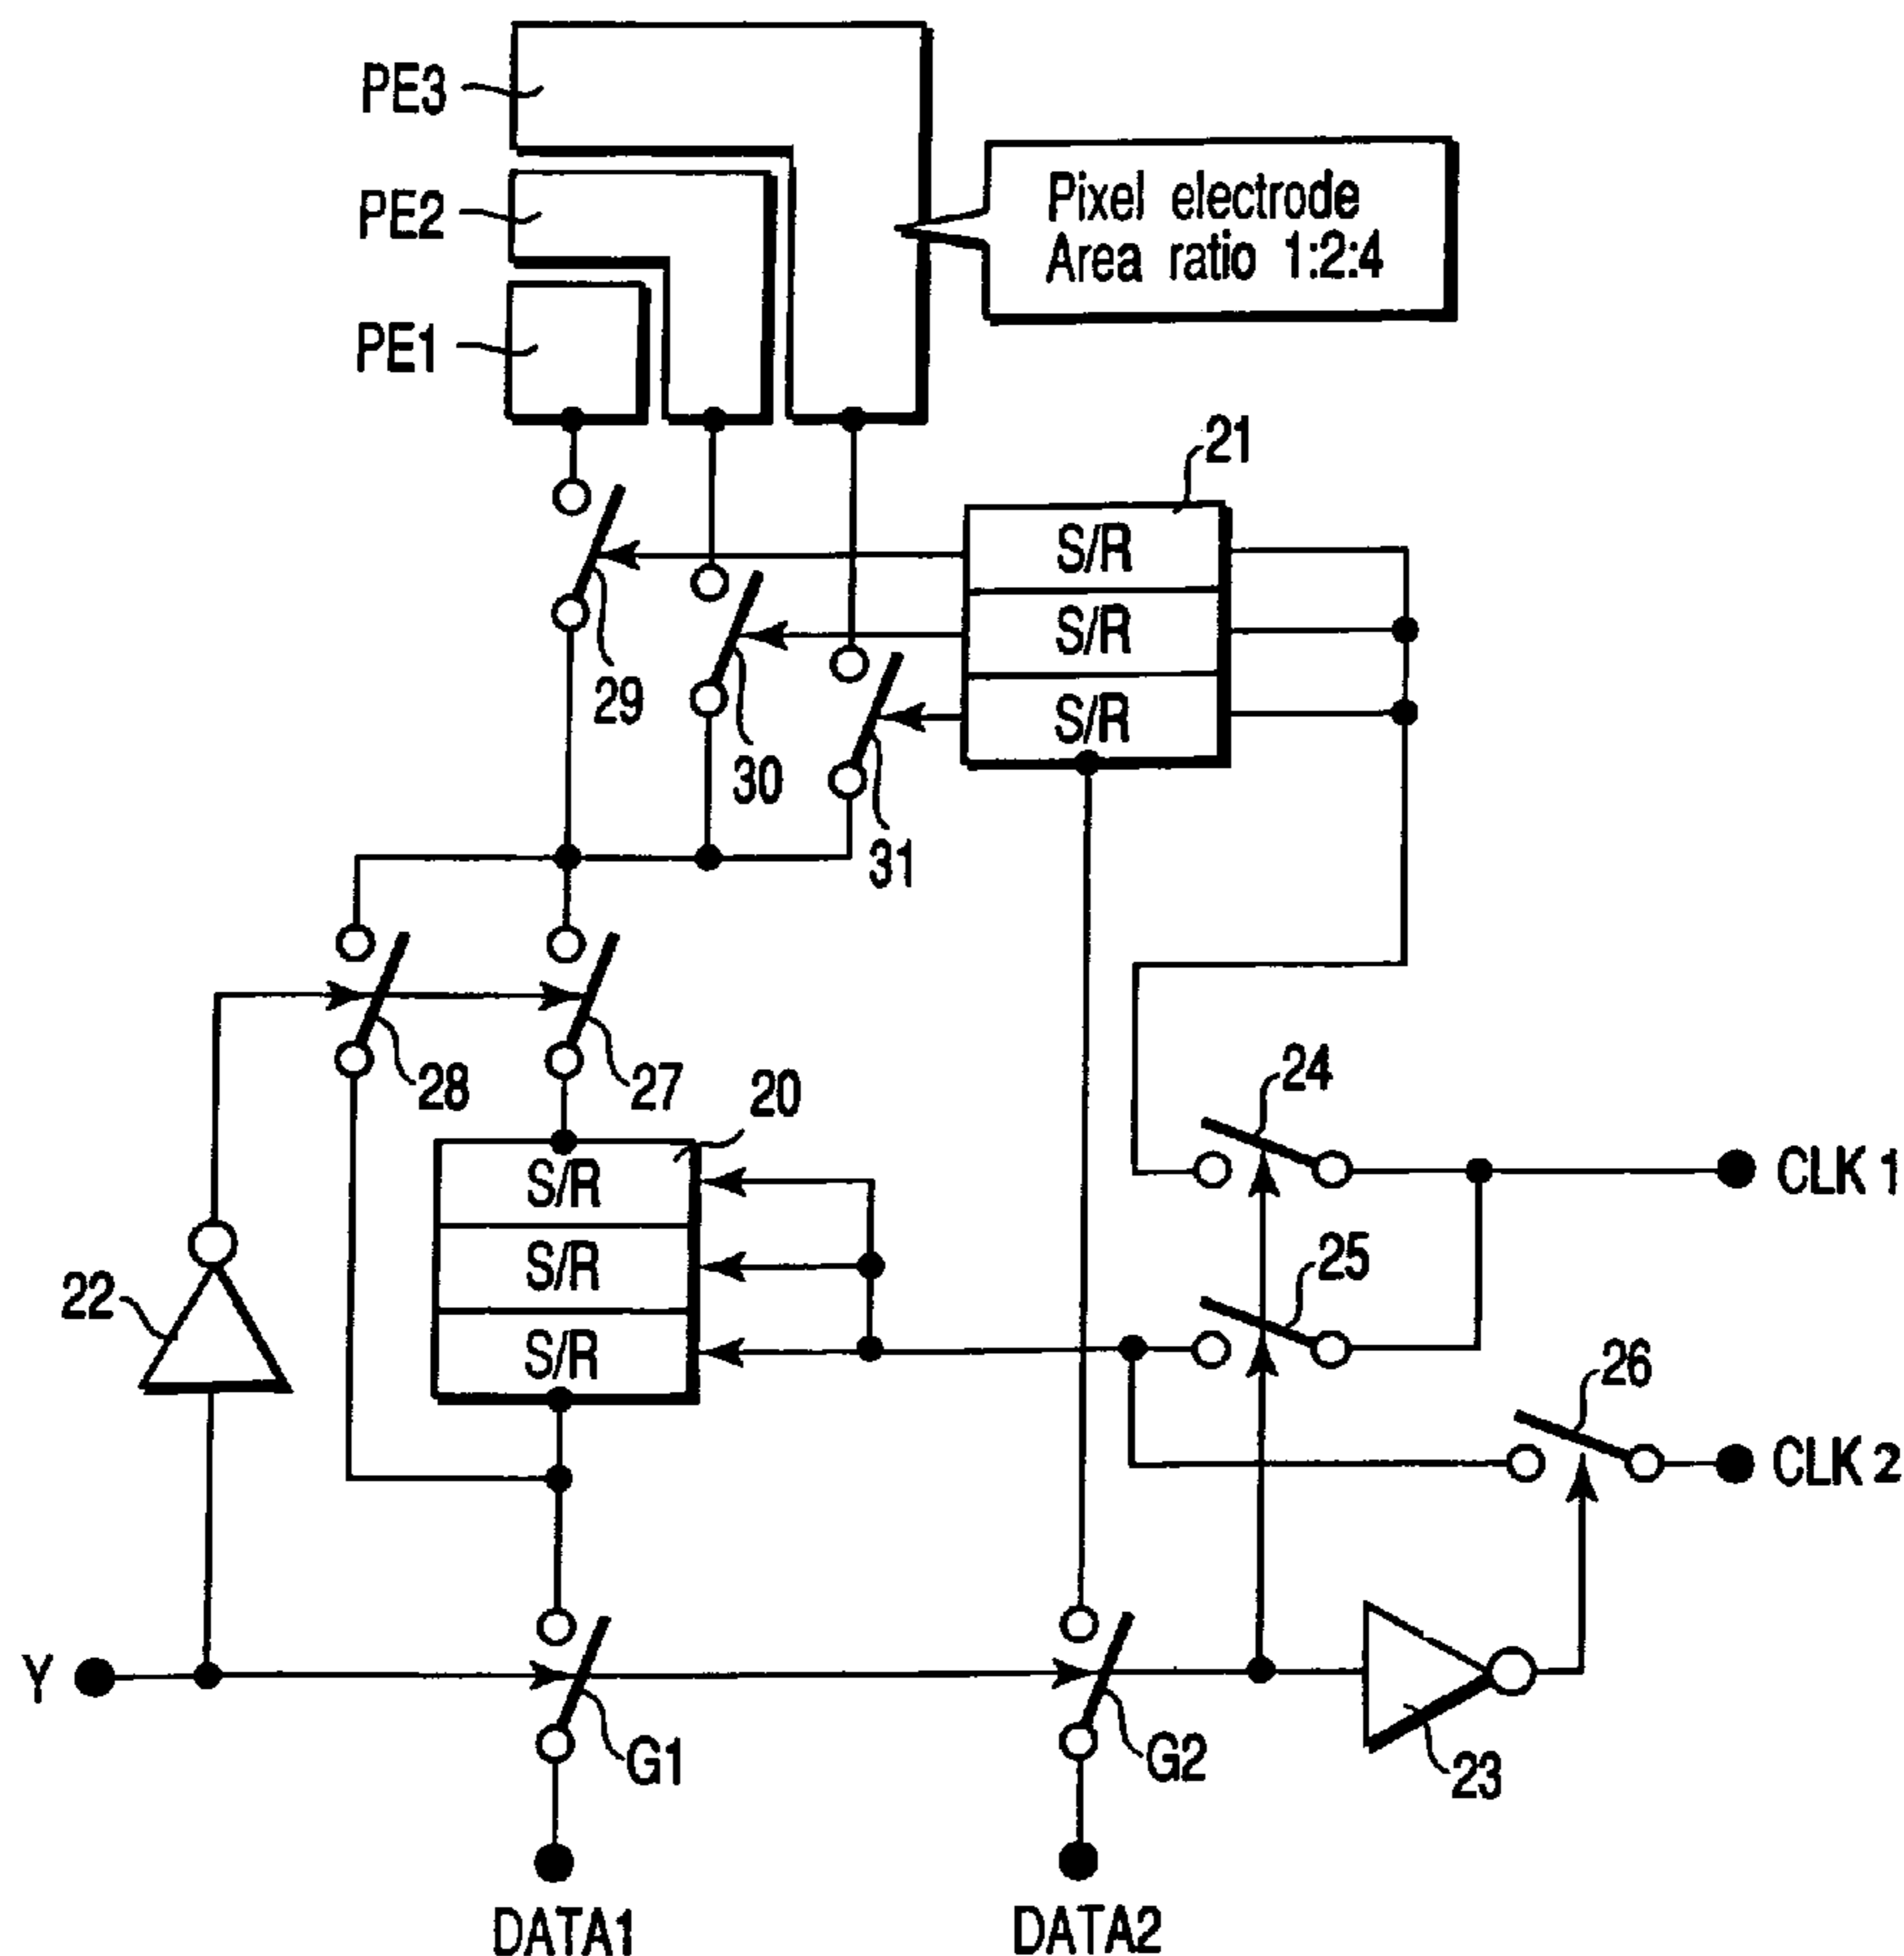 PE3
Pixel electrode
Area ratio 1:2:4
PE2
PE1
21
S/R
S/R
S/R
29
30
31
28
27
20
24
CLK 1
S/R
S/R
S/R
22
25
26
CLK 2
Y
G1
G2
23
DATA1
DATA2